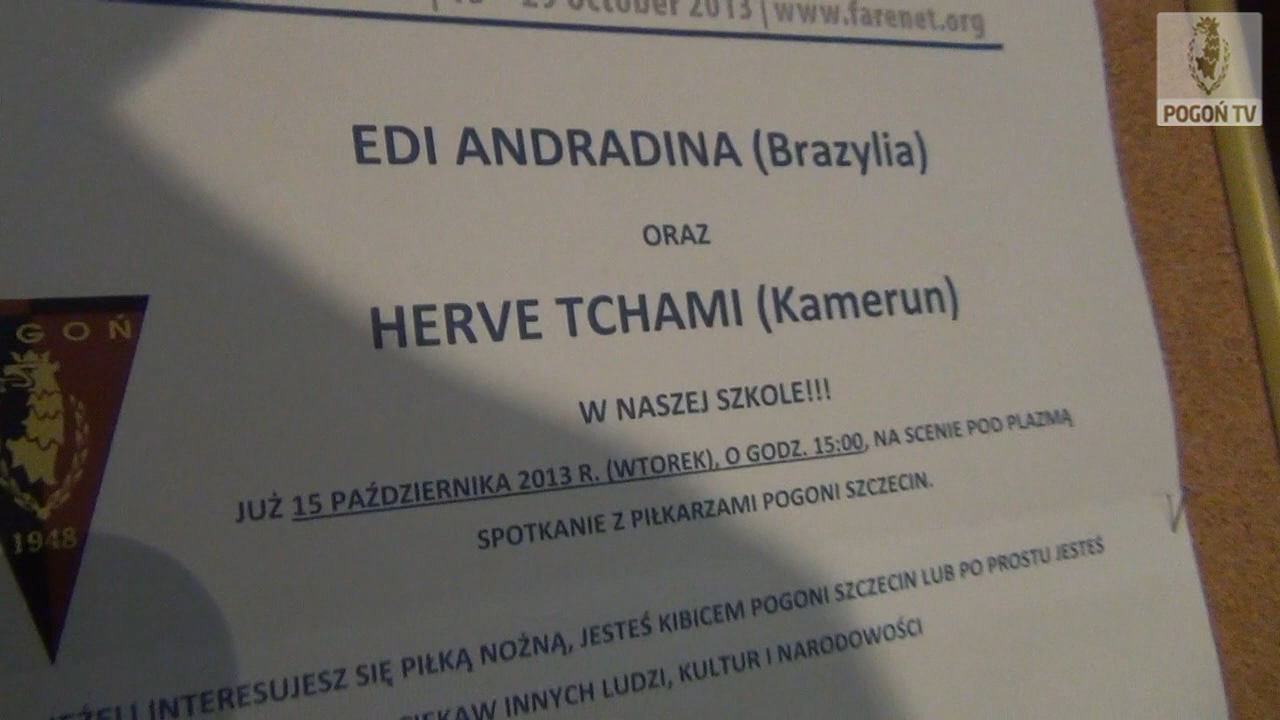 OCTOBER 2013 | www.farenet.org
POGOŃ TV
EDI ANDRADINA (Brazylia)
ORAZ
HERVE TCHAMI (Kamerun)
GOŃ
1948
W NASZEJ SZKOLE!!!
JUŻ 15 PAŹDZIERNIKA 2013 R. (WTOREK), O GODZ. 15:00, NA SCENIE POD PLAZMĄ
SPOTKANIE Z PIŁKARZAMI POGONI SZCZECIN.
INTERESUJESZ SIĘ PIŁKĄ NOŻNĄ, JESTEŚ KIBICEM POGONI SZCZECIN LUB PO PROSTU JESTEŚ
INNYCH LUDZI, KULTUR I NARODOWOŚCI